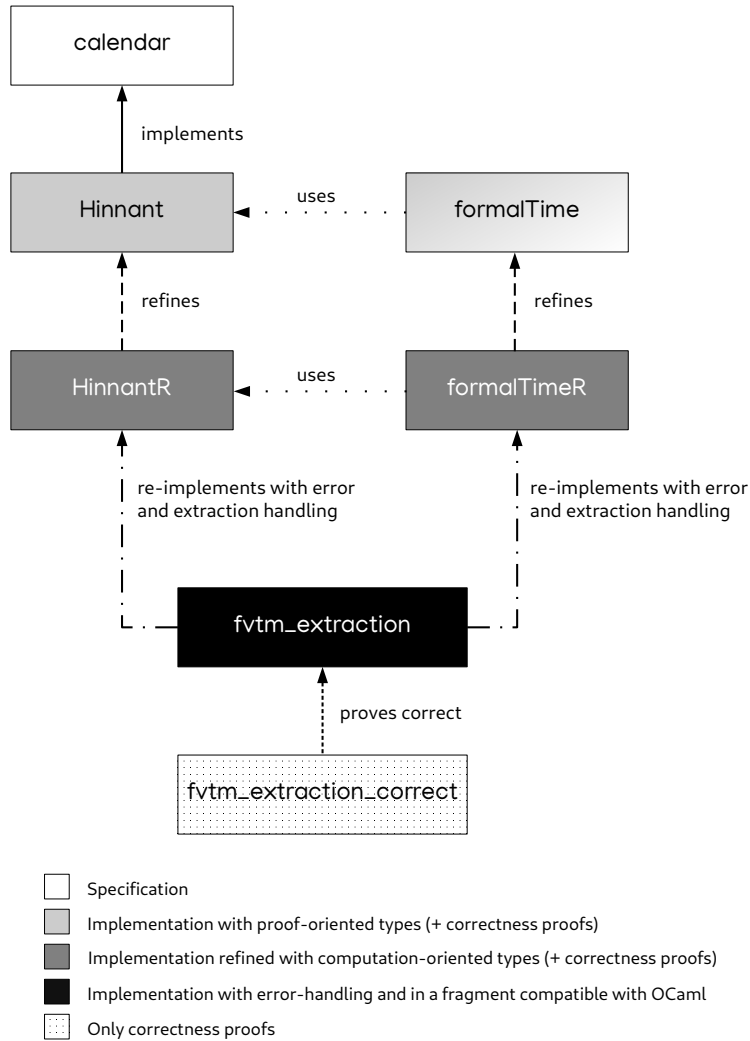 calendar
implements
Hinnant
uses
formalTime
refines
refines
HinnantR
uses
formalTimeR
re-implements with error
and extraction handling
re-implements with error
and extraction handling
fvtm_extraction
proves correct
fvtm_extraction_correct
Specification
Implementation with proof-oriented types (+ correctness proofs)
Implementation refined with computation-oriented types (+ correctness proofs)
Implementation with error-handling and in a fragment compatible with OCaml
Only correctness proofs